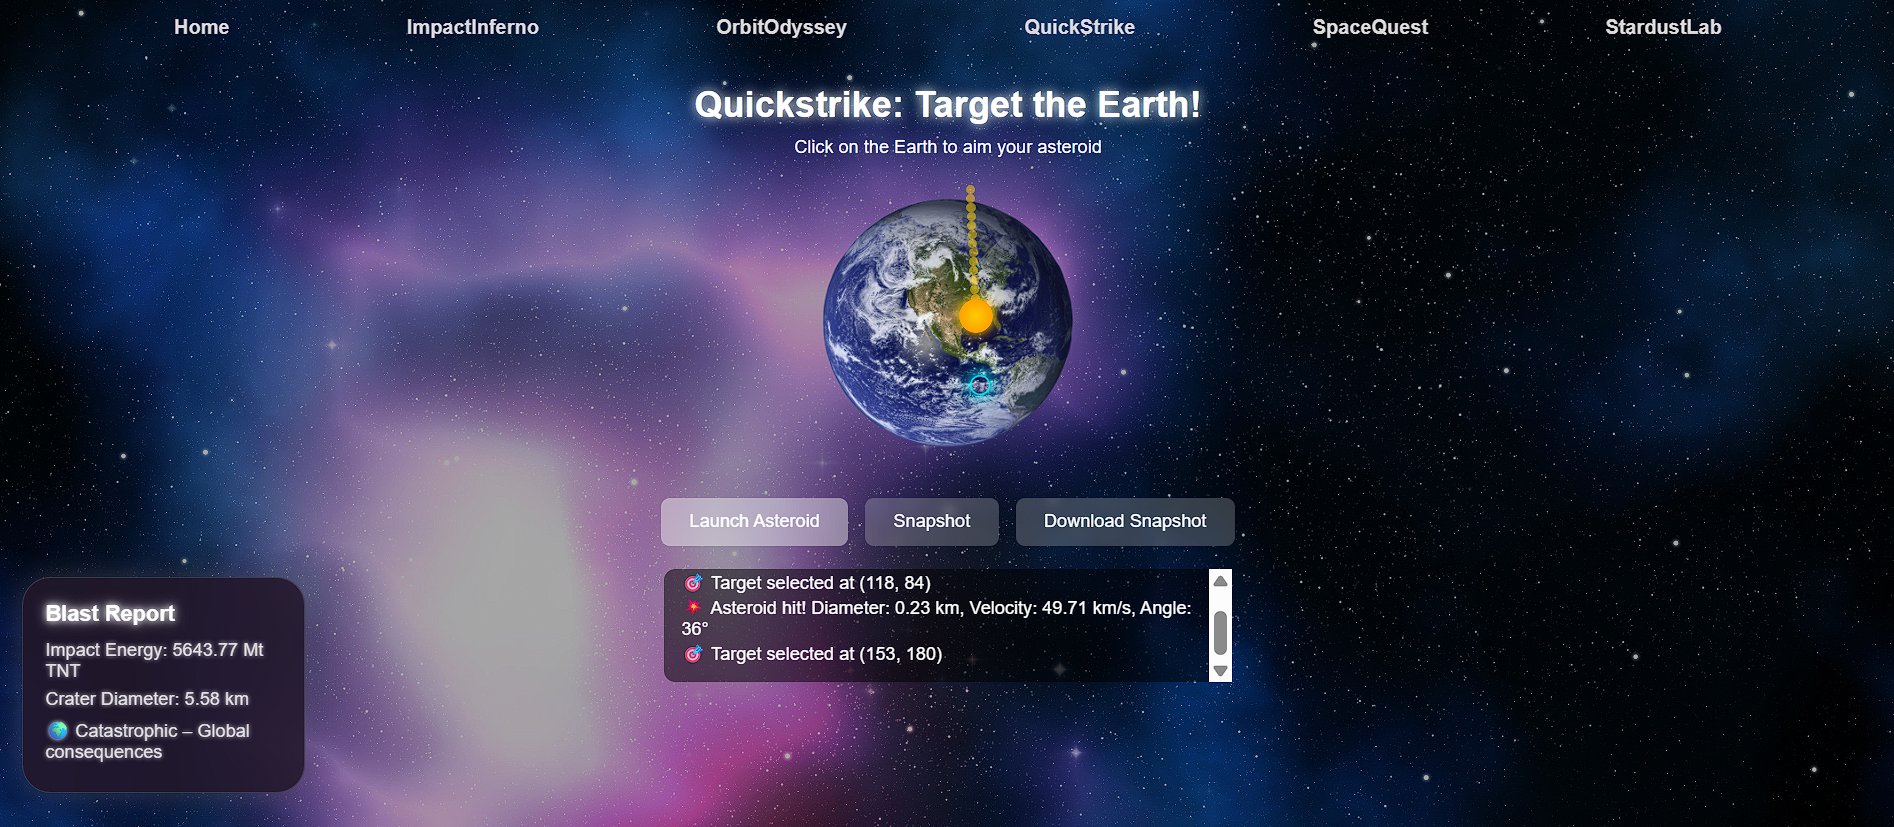 Home
ImpactInferno
OrbitOdyssey
QuickStrike
SpaceQuest
StardustLab
Quickstrike: Target the Earth!
Click on the Earth to aim your asteroid
Launch Asteroid
Snapshot
Download Snapshot
🎯 Target selected at (118, 84)
💥 Asteroid hit! Diameter: 0.23 km, Velocity: 49.71 km/s, Angle:
36°
🎯 Target selected at (153, 180)
Blast Report
Impact Energy: 5643.77 Mt
TNT
Crater Diameter: 5.58 km
🌍 Catastrophic – Global
consequences